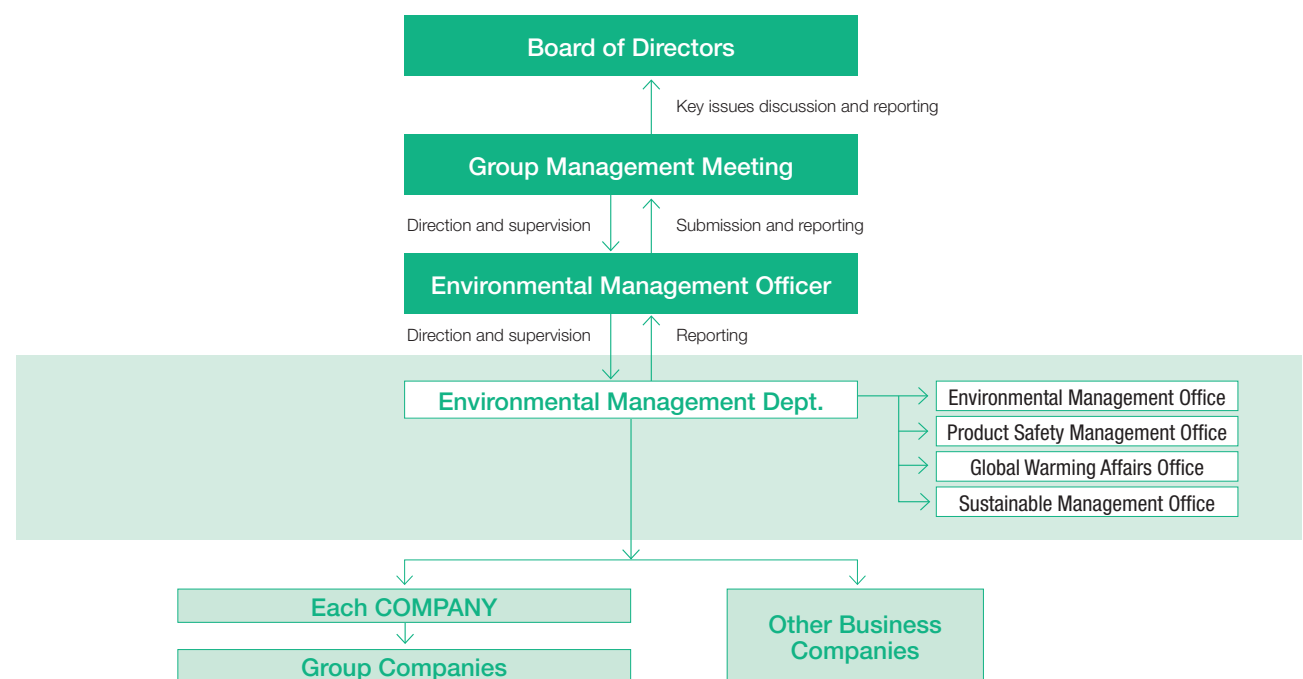 Board of Directors
Key issues discussion and reporting
Group Management Meeting
Direction and supervision
Submission and reporting
Environmental Management Officer
Direction and supervision
Reporting
Environmental Management Dept.
Environmental Management Office
Product Safety Management Office
Global Warming Affairs Office
Sustainable Management Office
Each COMPANY
Other Business
Companies
Group Companies